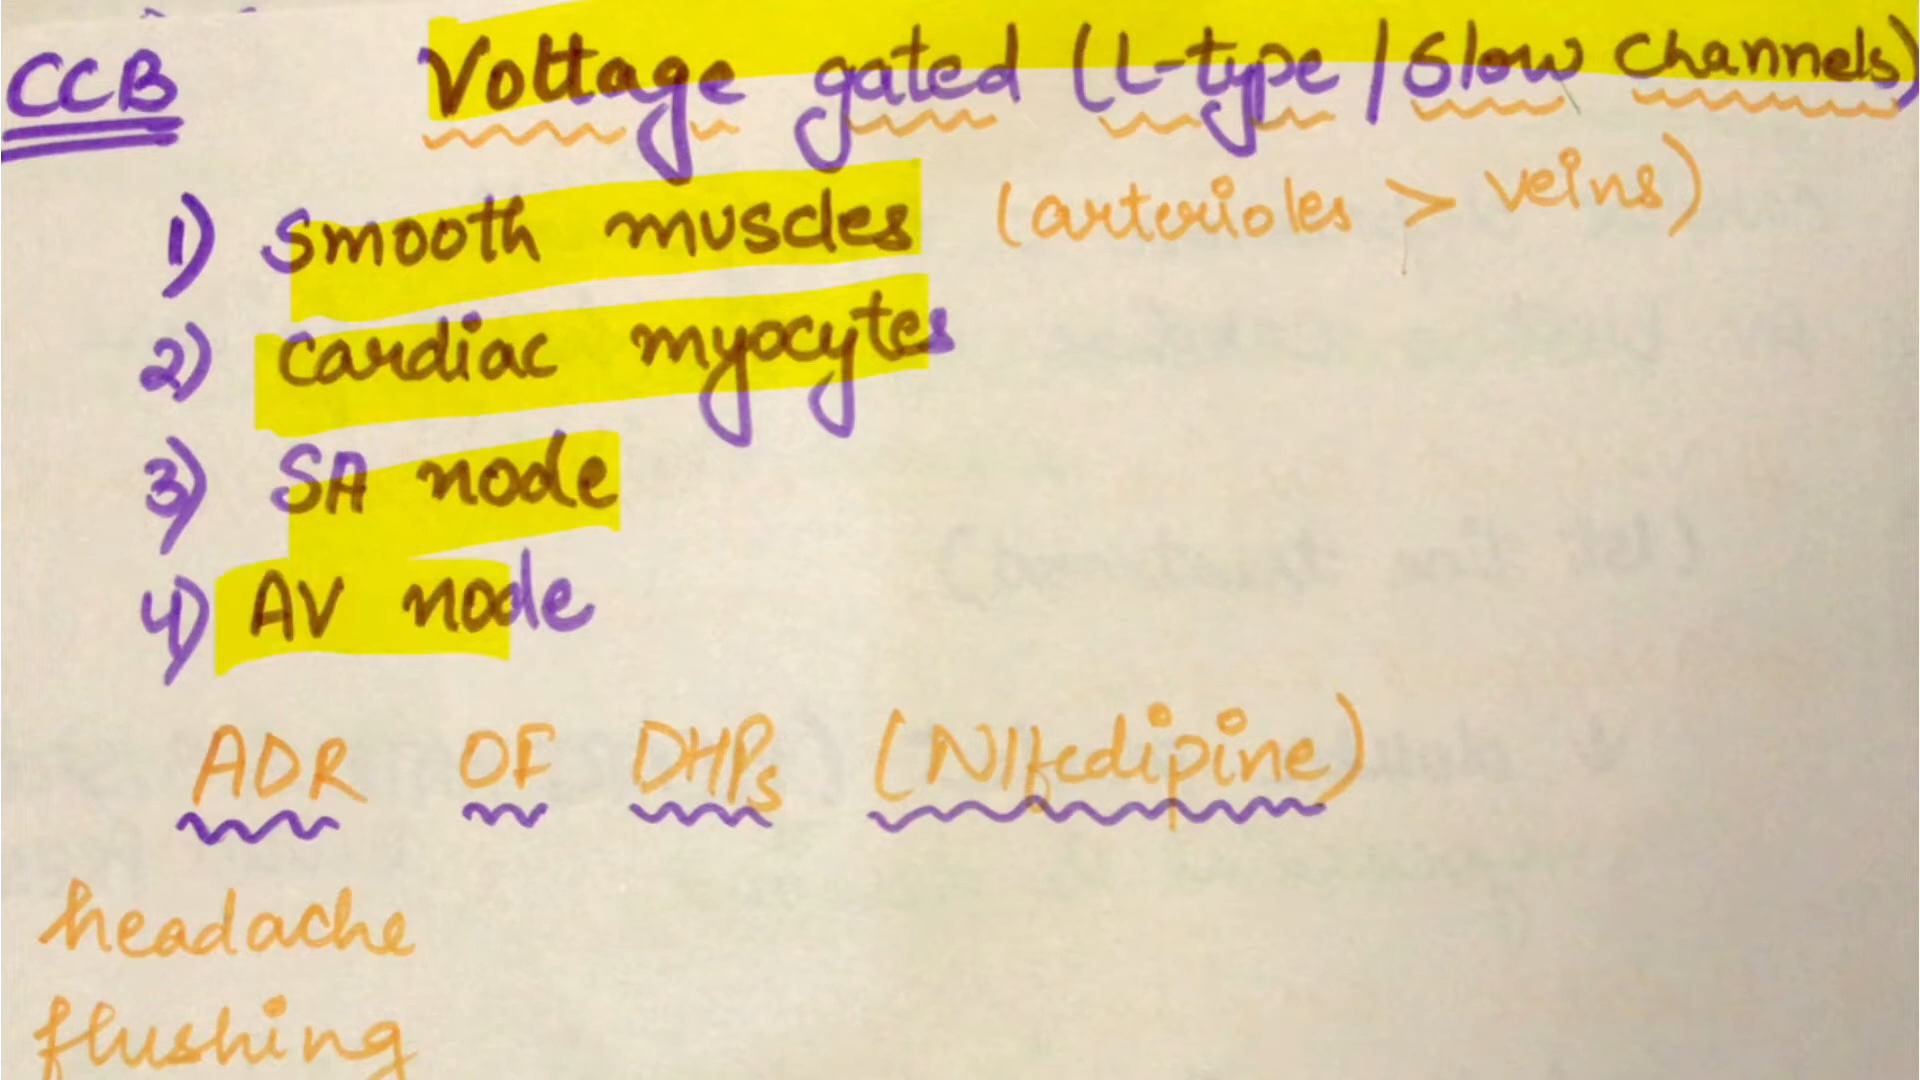 CCB Voltage gated (L-type / Slow Channels)
1) Smooth muscles (arterioles > veins)
2) Cardiac myocytes
3) SA node
4) AV node
ADR OF DHPs (NIfedipine)
headache
flushing